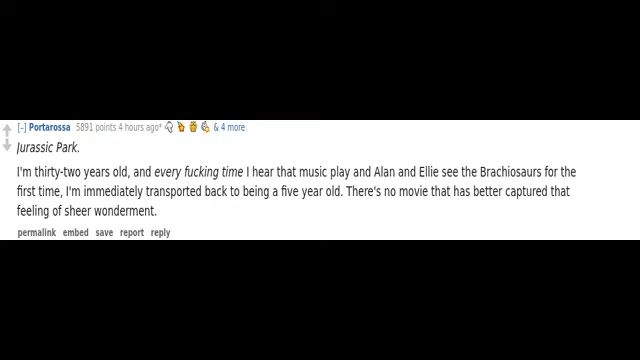 [-] Portarossa 5891 points 4 hours ago* & 4 more
Jurassic Park.
I'm thirty-two years old, and every fucking time I hear that music play and Alan and Ellie see the Brachiosaurs for the
first time, I'm immediately transported back to being a five year old. There's no movie that has better captured that
feeling of sheer wonderment.
permalink embed save report reply